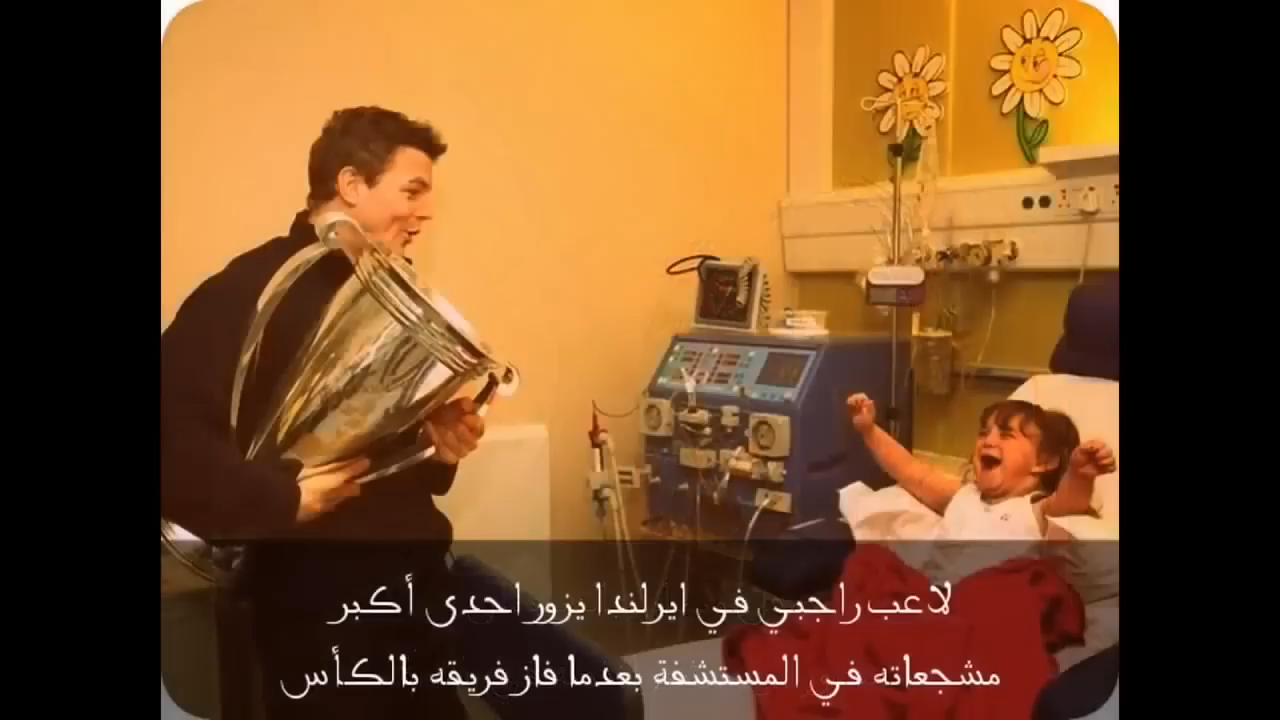 لاعب راجبي في ايرلندا يزور احدى أكبر
مشجعاته في المستشفة بعدما فاز فريقه بالكأس